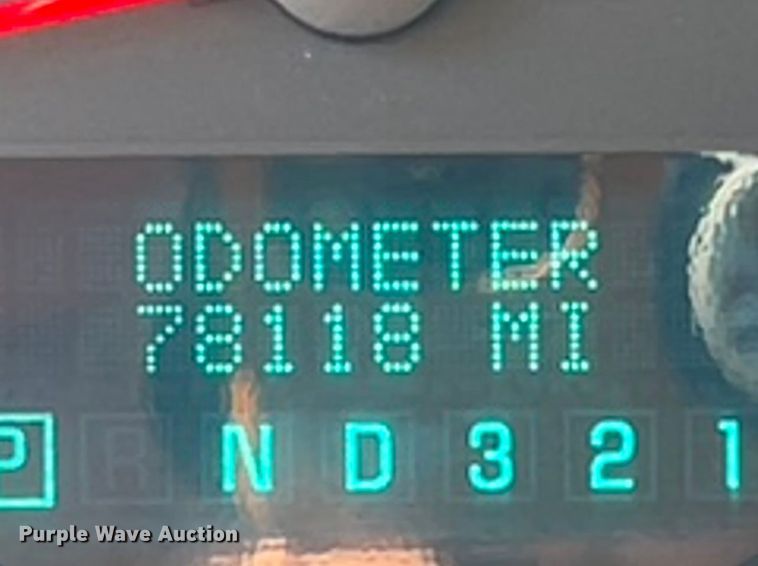 ODOMETER
78118 MI
P R N D 3 2 1
Purple Wave Auction